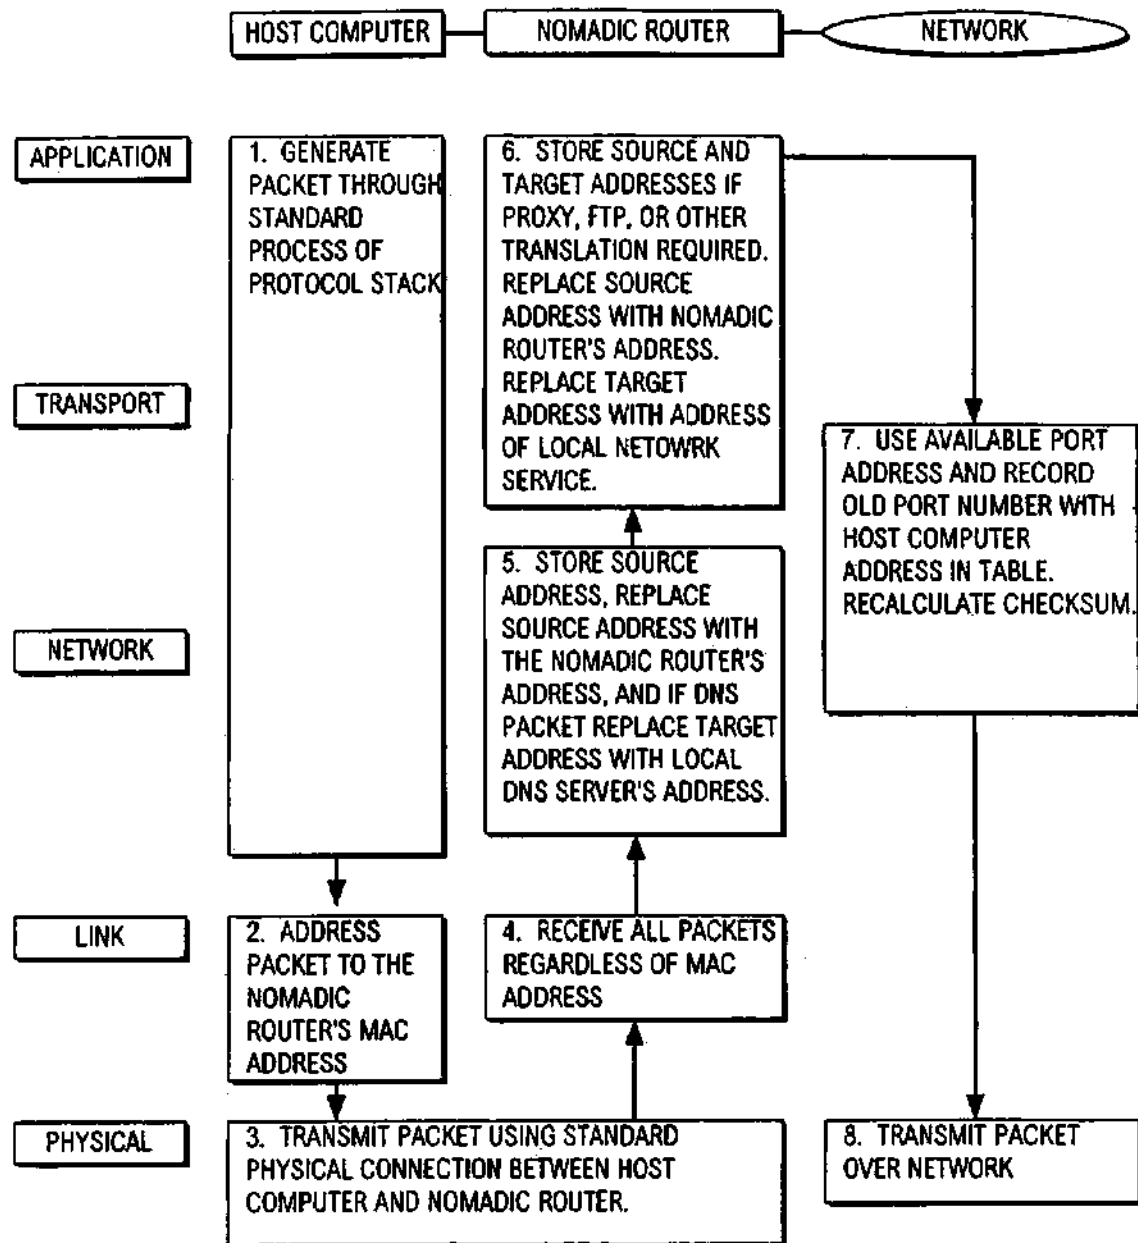 HOST COMPUTER
NOMADIC ROUTER
NETWORK
APPLICATION
1. GENERATE
PACKET THROUGH
STANDARD
PROCESS OF
PROTOCOL STACK
6. STORE SOURCE AND
TARGET ADDRESSES IF
PROXY, FTP, OR OTHER
TRANSLATION REQUIRED.
REPLACE SOURCE
ADDRESS WITH NOMADIC
ROUTER'S ADDRESS.
REPLACE TARGET
ADDRESS WITH ADDRESS
OF LOCAL NETOWRK
SERVICE.
TRANSPORT
7. USE AVAILABLE PORT
ADDRESS AND RECORD
OLD PORT NUMBER WITH
HOST COMPUTER
ADDRESS IN TABLE.
RECALCULATE CHECKSUM.
5. STORE SOURCE
ADDRESS, REPLACE
SOURCE ADDRESS WITH
THE NOMADIC ROUTER'S
ADDRESS, AND IF DNS
PACKET REPLACE TARGET
ADDRESS WITH LOCAL
DNS SERVER'S ADDRESS.
NETWORK
LINK
2. ADDRESS
PACKET TO THE
NOMADIC
ROUTER'S MAC
ADDRESS
4. RECEIVE ALL PACKETS
REGARDLESS OF MAC
ADDRESS
PHYSICAL
3. TRANSMIT PACKET USING STANDARD
PHYSICAL CONNECTION BETWEEN HOST
COMPUTER AND NOMADIC ROUTER.
8. TRANSMIT PACKET
OVER NETWORK